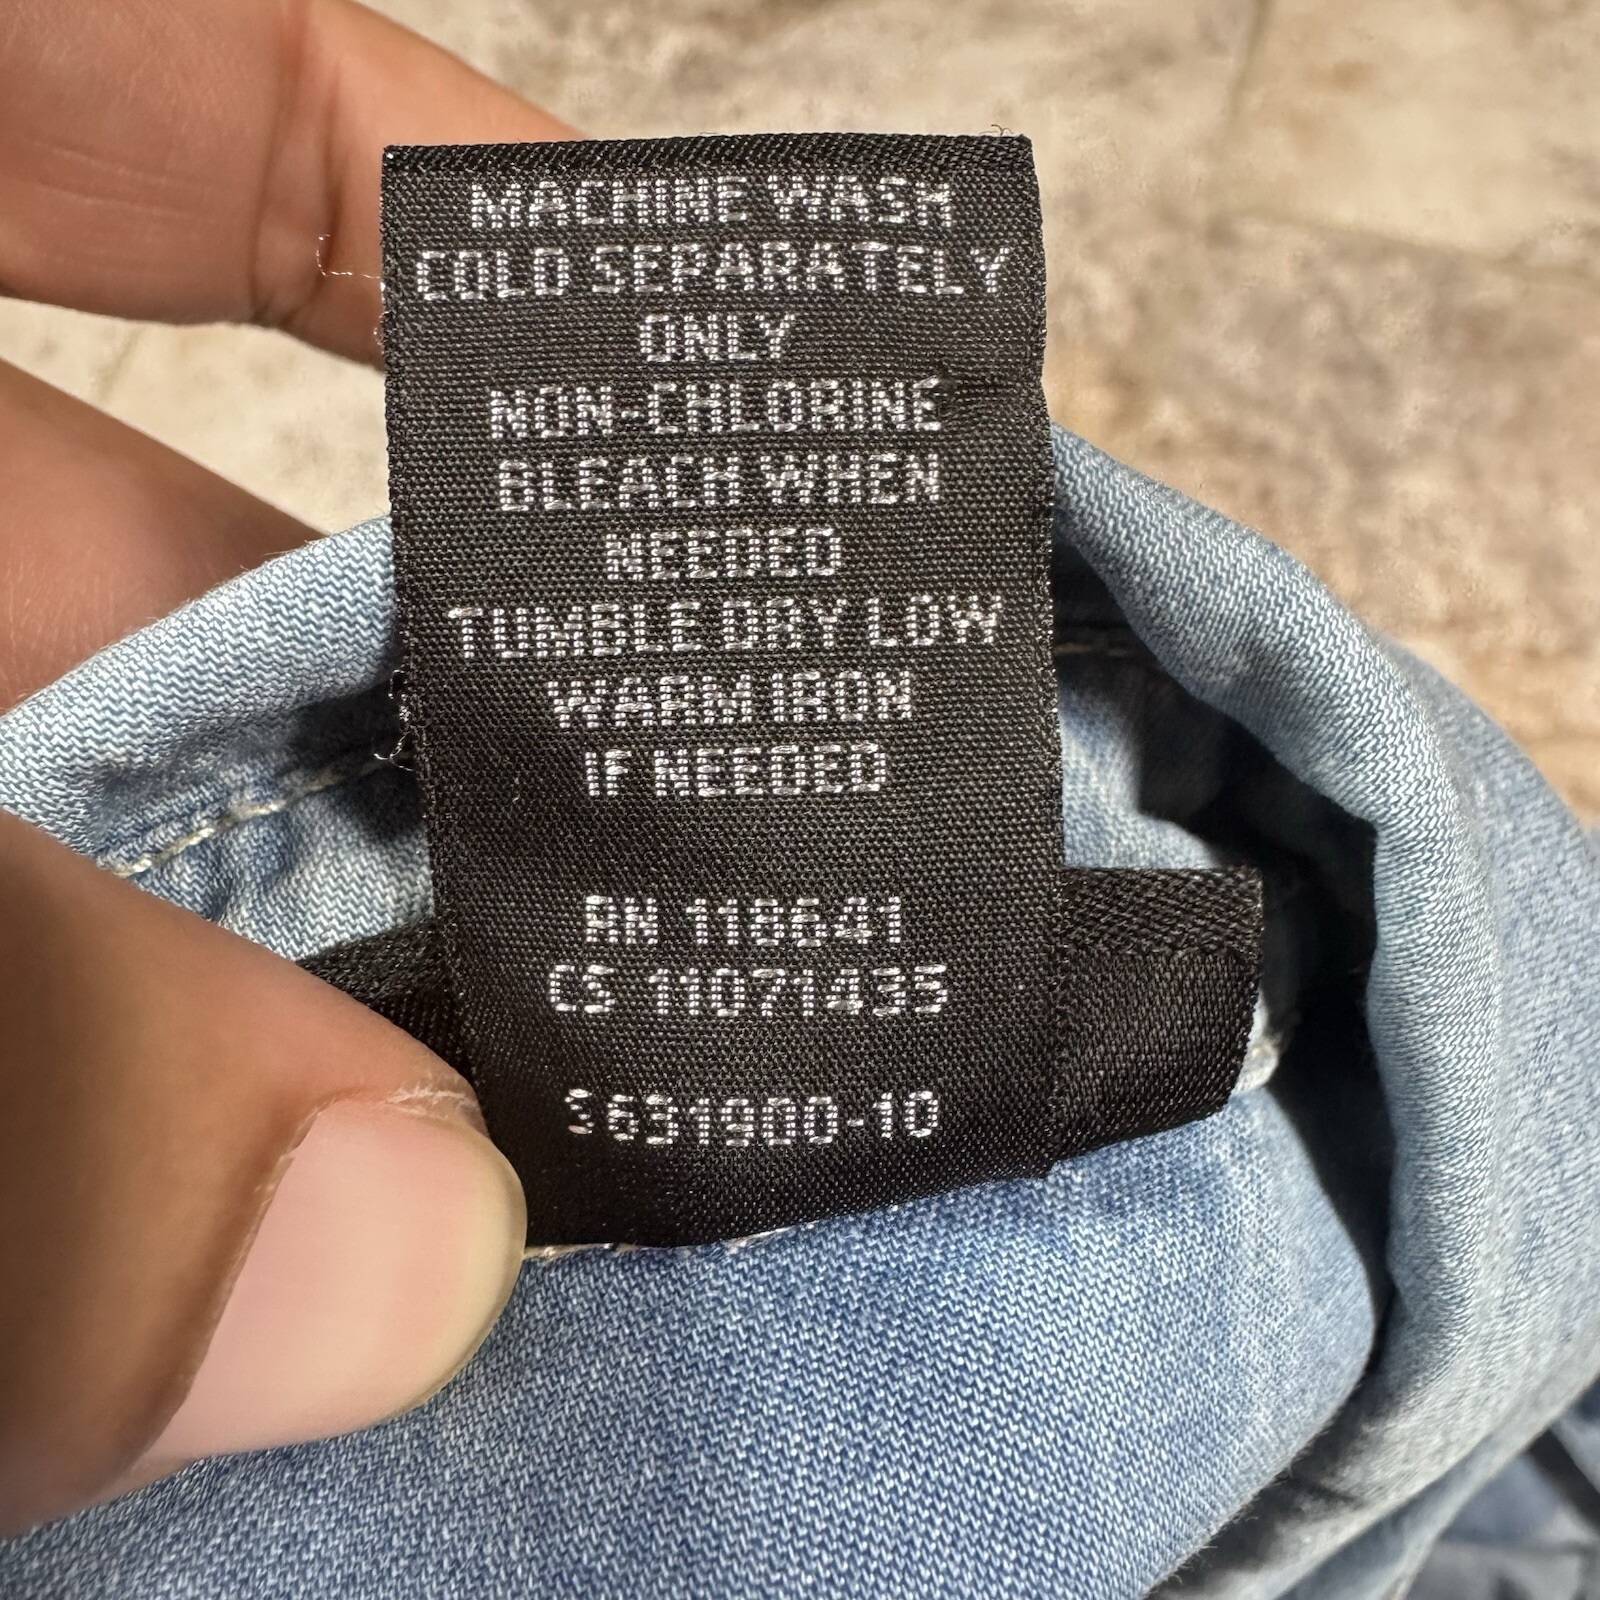 MACHINE WASH
COLD SEPARATELY
ONLY
NON-CHLORINE
BLEACH WHEN
NEEDED
TUMBLE DRY LOW
WARM IRON
IF NEEDED
RN 118641
CS 11071435
3631900-10